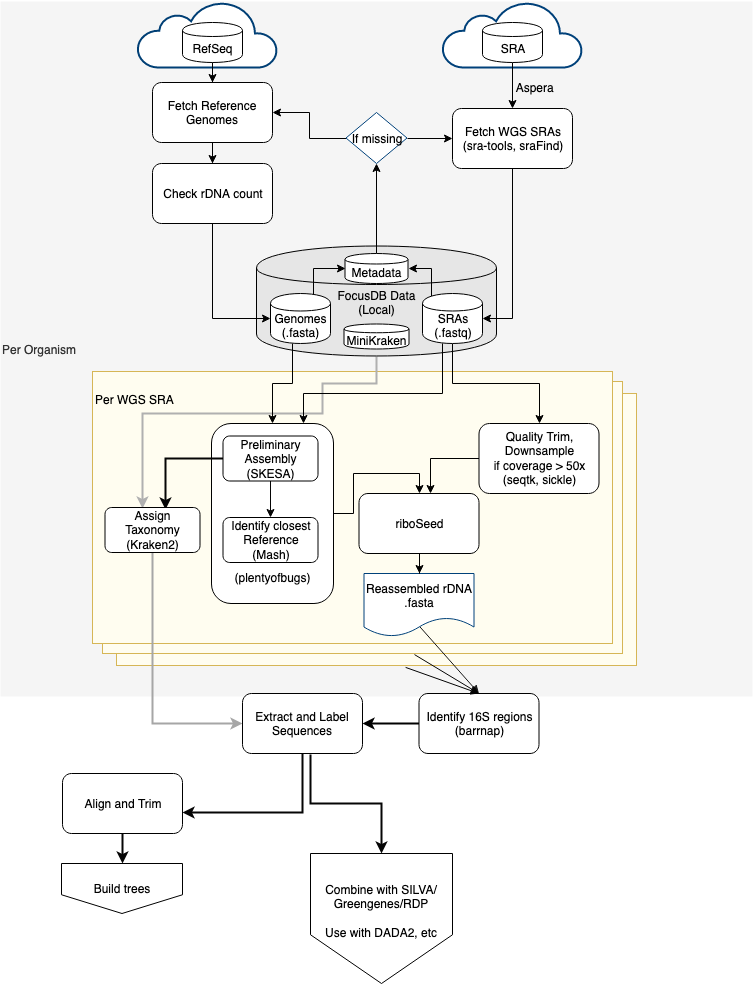 RefSeq
SRA
Aspera
Fetch Reference
Genomes
If missing
Fetch WGS SRAs
(sra-tools, sraFind)
Check rDNA count
Metadata
FocusDB Data
(Local)
Genomes
(.fasta)
SRAs
(.fastq)
MiniKraken
Per Organism
Per WGS SRA
Preliminary
Assembly
(SKESA)
Quality Trim,
Downsample
if coverage > 50x
(seqtk, sickle)
Assign
Taxonomy
(Kraken2)
Identify closest
Reference
(Mash)
(plentyofbugs)
riboSeed
Reassembled rDNA
.fasta
Extract and Label
Sequences
Identify 16S regions
(barrnap)
Align and Trim
Build trees
Combine with SILVA/
Greengenes/RDP
Use with DADA2, etc